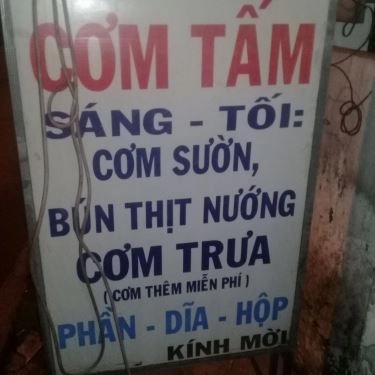 CƠM TẤM
SÁNG - TỐI:
CƠM SƯỜN,
BÚN THỊT NƯỚNG
CƠM TRƯA
( CƠM THÊM MIỄN PHÍ )
PHẦN - DĨA - HỘP
KÍNH MỜI